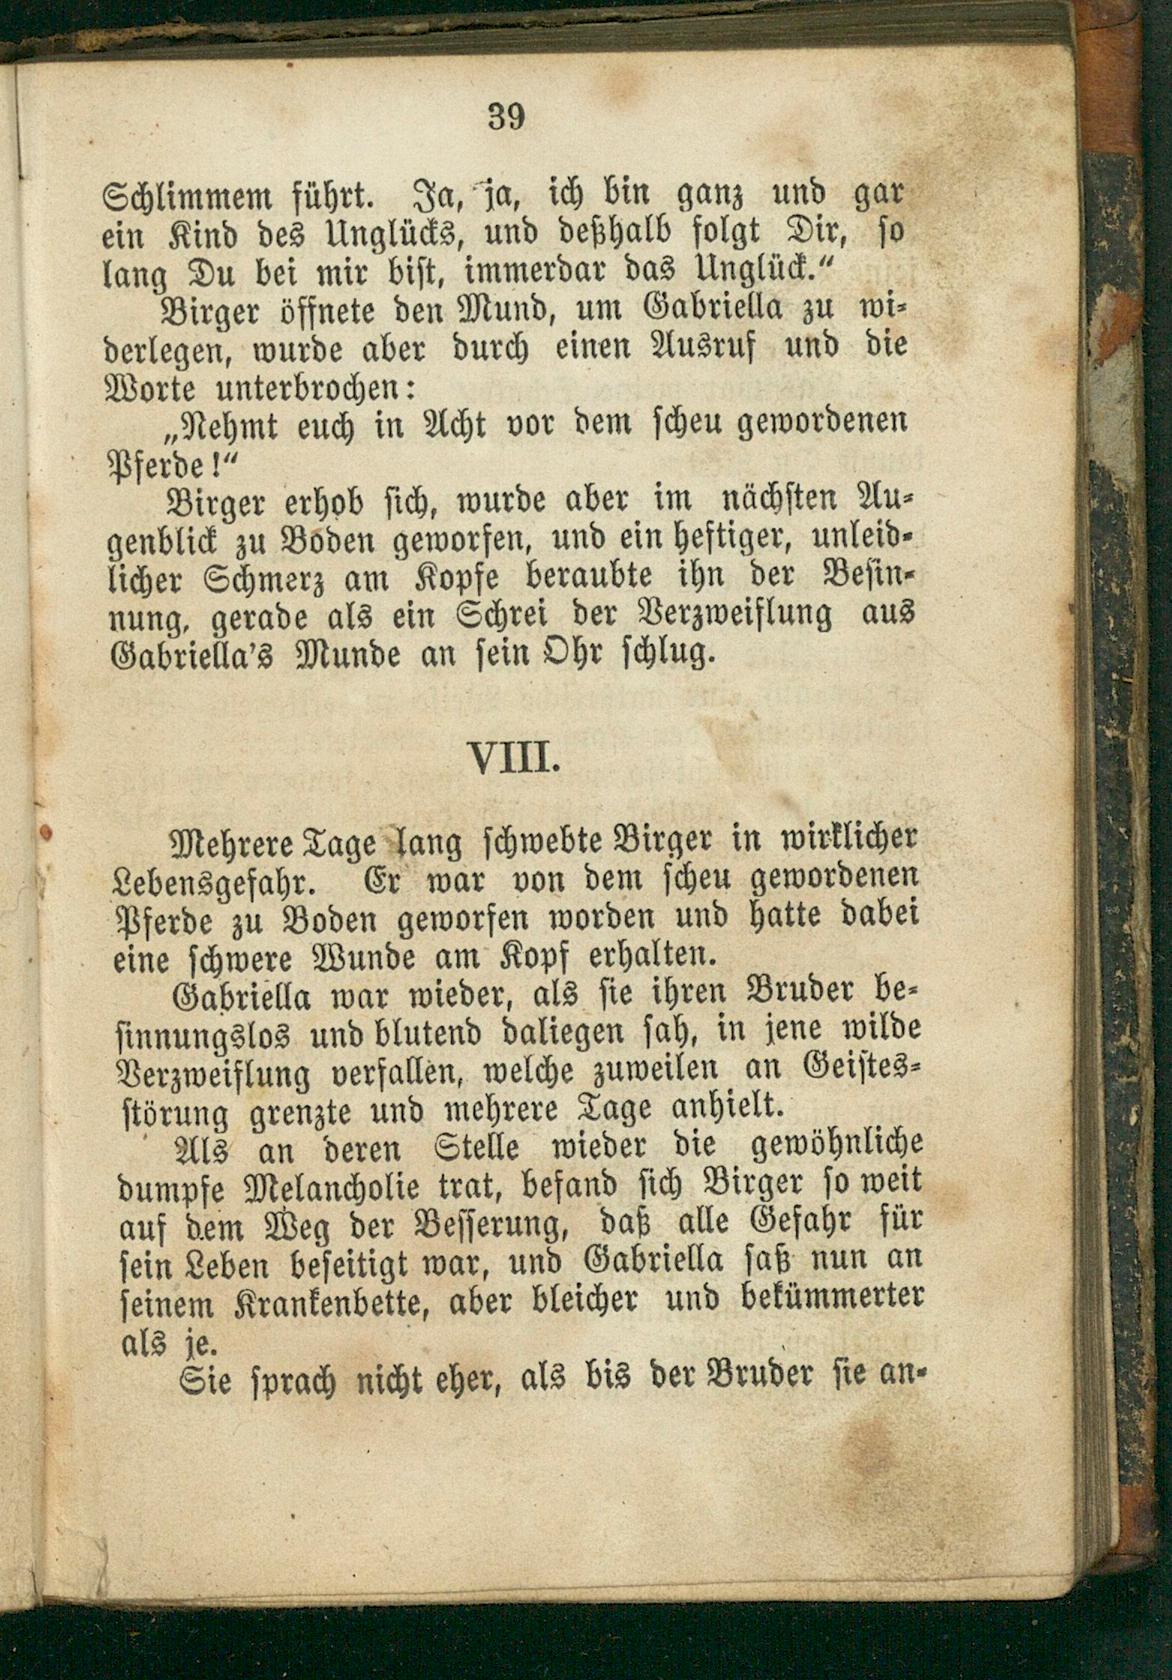 39
Schlimmem führt. Ja, ja, ich bin ganz und gar
ein Kind des Unglücks, und deßhalb folgt Dir, so
lang Du bei mir bist, immerdar das Unglück.“
Birger öffnete den Mund, um Gabriella zu wi-
derlegen, wurde aber durch einen Ausruf und die
Worte unterbrochen:
„Nehmt euch in Acht vor dem scheu gewordenen
Pferde!“
Birger erhob sich, wurde aber im nächsten Au-
genblick zu Boden geworfen, und ein heftiger, unleid-
licher Schmerz am Kopfe beraubte ihn der Besin-
nung, gerade als ein Schrei der Verzweiflung aus
Gabriella's Munde an sein Ohr schlug.
VIII.
Mehrere Tage lang schwebte Birger in wirklicher
Lebensgefahr. Er war von dem scheu gewordenen
Pferde zu Boden geworfen worden und hatte dabei
eine schwere Wunde am Kopf erhalten.
Gabriella war wieder, als sie ihren Bruder be-
sinnungslos und blutend daliegen sah, in jene wilde
Verzweiflung verfallen, welche zuweilen an Geistes-
störung grenzte und mehrere Tage anhielt.
Als an deren Stelle wieder die gewöhnliche
dumpfe Melancholie trat, befand sich Birger so weit
auf dem Weg der Besserung, daß alle Gefahr für
sein Leben beseitigt war, und Gabriella saß nun an
seinem Krankenbette, aber bleicher und bekümmerter
als je.
Sie sprach nicht eher, als bis der Bruder sie an-